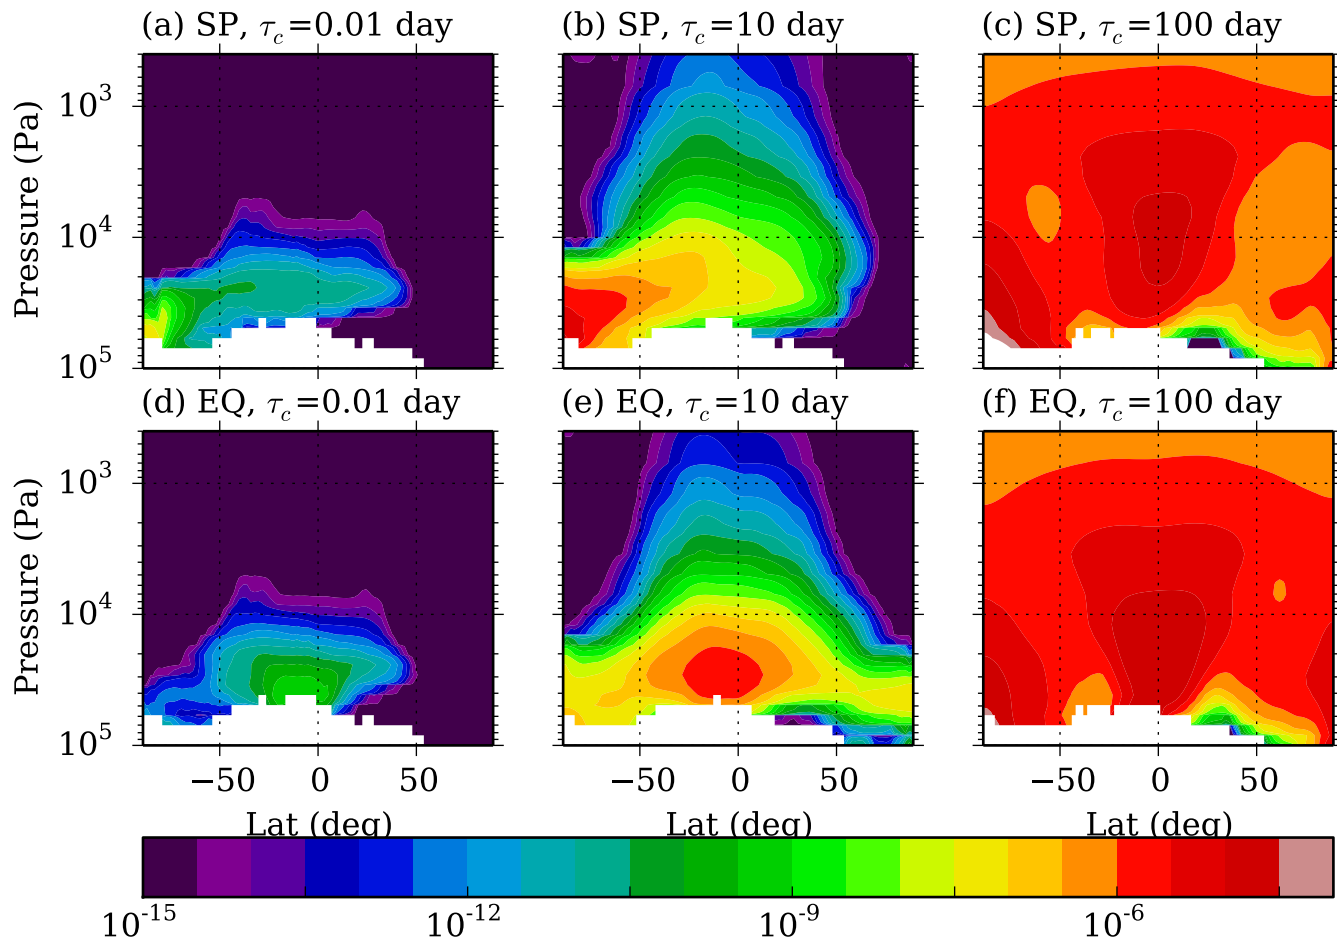 (a) SP, τc=0.01 day (b) SP, τc=10 day (c) SP, τc=100 day
Pressure (Pa)
10³
10⁴
10⁵
(d) EQ, τc=0.01 day (e) EQ, τc=10 day (f) EQ, τc=100 day
Pressure (Pa)
10³
10⁴
10⁵
−50 0 50 −50 0 50 −50 0 50
Lat (deg) Lat (deg) Lat (deg)
10-15 10-12 10-9 10-6